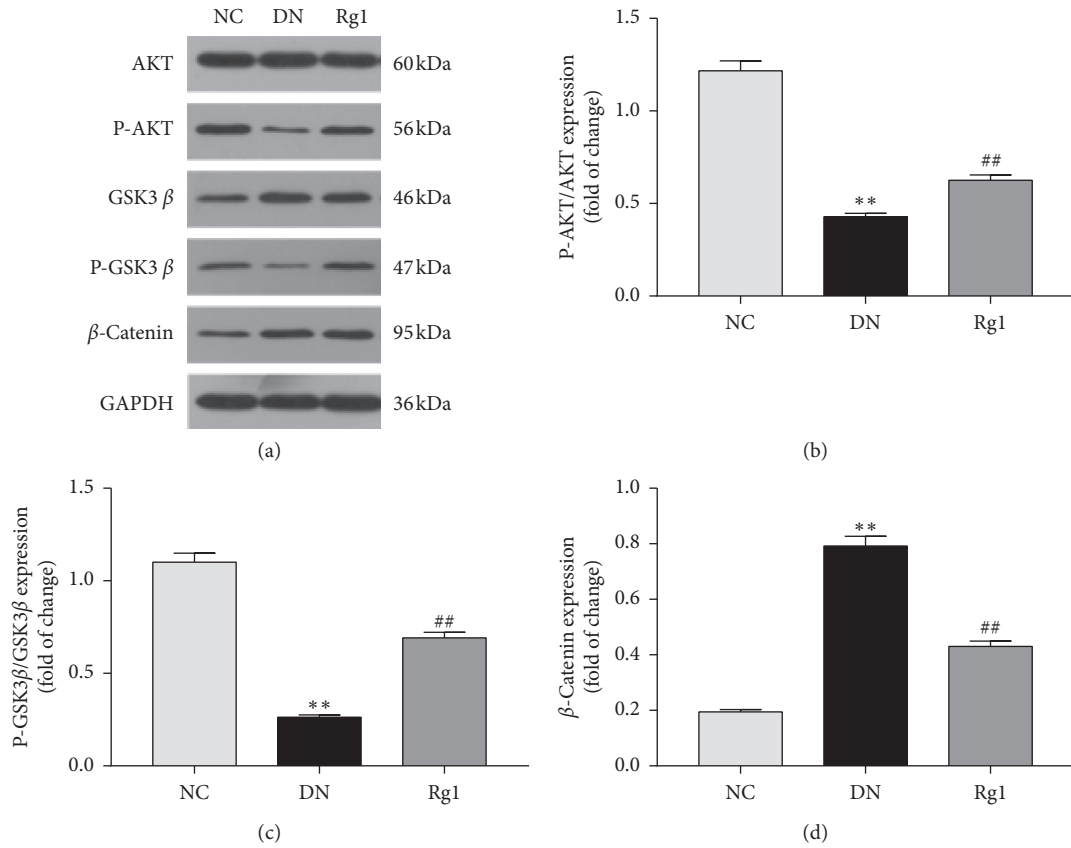 NC DN Rg1
AKT 60 kDa
P-AKT 56 kDa
GSK3 β 46 kDa
P-GSK3 β 47 kDa
β-Catenin 95 kDa
GAPDH 36 kDa
(a)
P-AKT/AKT expression
(fold of change)
1.5
1.0
0.5
0.0
**
##
NC DN Rg1
(b)
P-GSK3β/GSK3β expression
(fold of change)
1.5
1.0
0.5
0.0
**
##
NC DN Rg1
(c)
β-Catenin expression
(fold of change)
1.0
0.8
0.6
0.4
0.2
0.0
**
##
NC DN Rg1
(d)